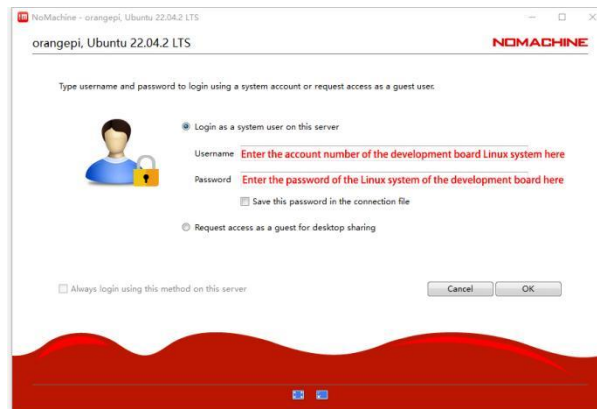 NoMachine - orangepi, Ubuntu 22.04.2 LTS
orangepi, Ubuntu 22.04.2 LTS
NOMACHINE
Type username and password to login using a system account or request access as a guest user.
Login as a system user on this server
Username Enter the account number of the development board Linux system here
Password Enter the password of the Linux system of the development board here
Save this password in the connection file
Request access as a guest for desktop sharing
Always login using this method on this server
Cancel OK